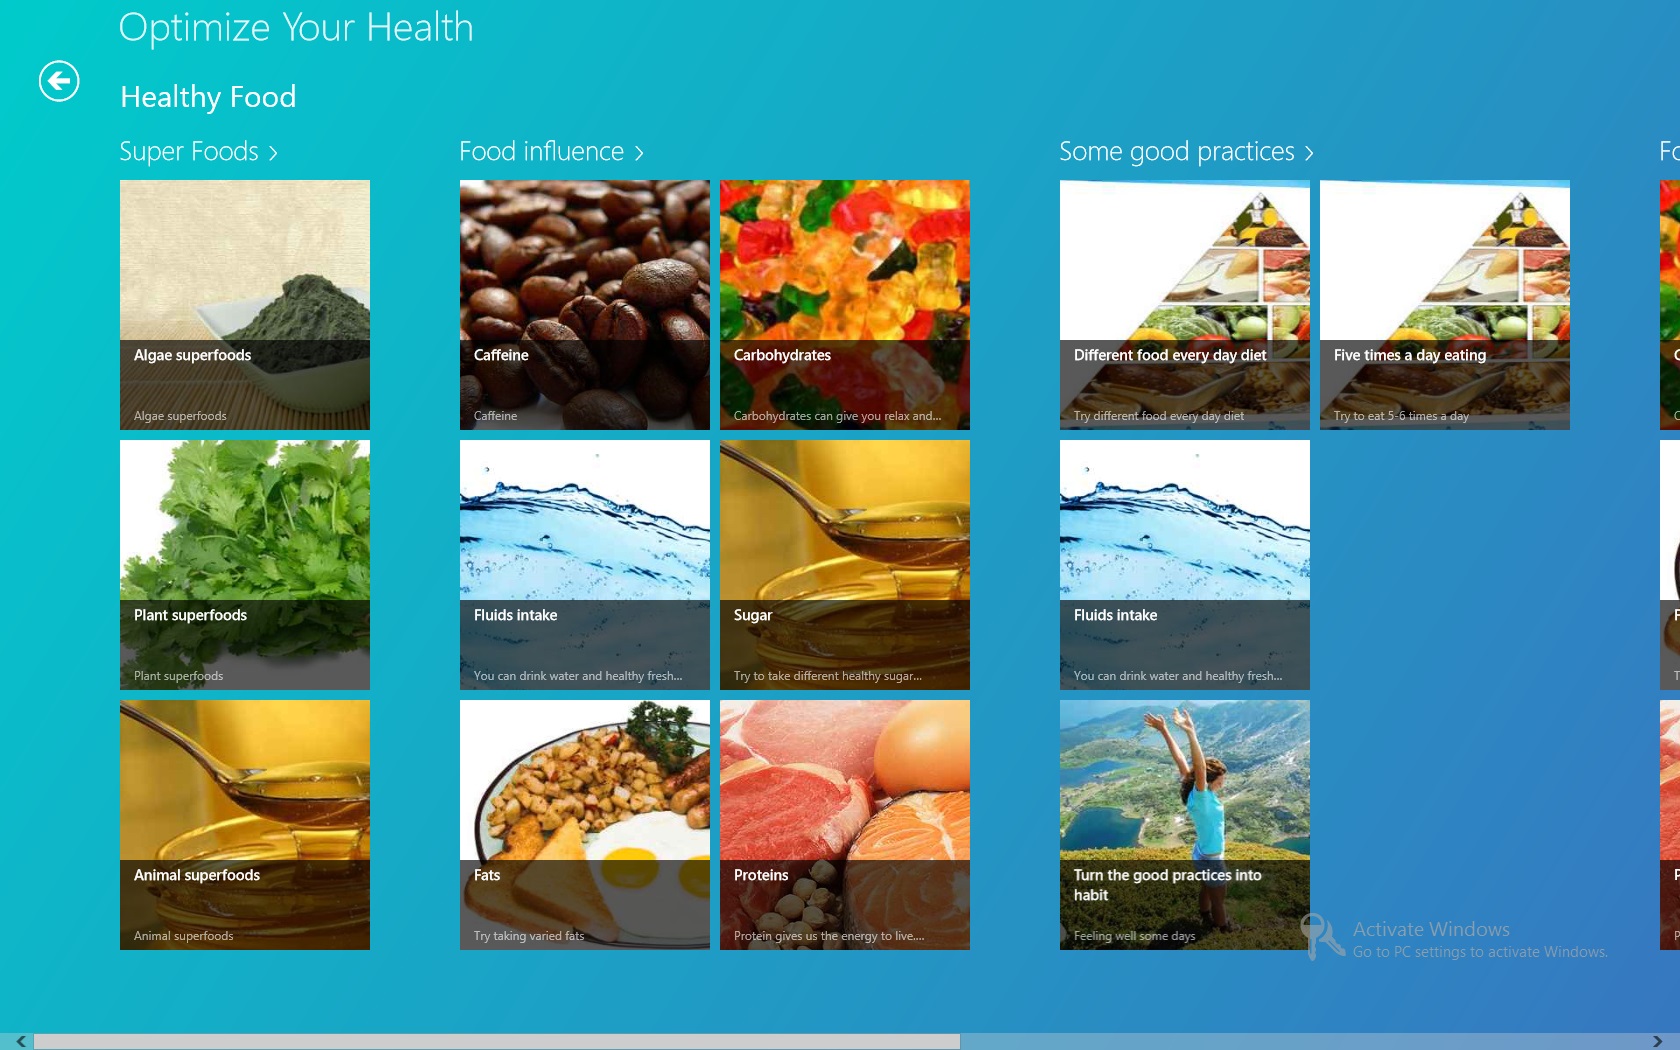 Optimize Your Health
Healthy Food
Super Foods
Algae superfoods
Algae superfoods
Plant superfoods
Plant superfoods
Animal superfoods
Animal superfoods
Food influence
Caffeine
Caffeine
Carbohydrates
Carbohydrates can give you relax and...
Fluids intake
You can drink water and healthy fresh...
Sugar
Try to take different healthy sugar...
Fats
Try taking varied fats
Proteins
Protein gives us the energy to live....
Some good practices
Different food every day diet
Try different food every day diet
Five times a day eating
Try to eat 5-6 times a day
Fluids intake
You can drink water and healthy fresh...
Turn the good practices into
habit
Feeling well some days
Activate Windows
Go to PC settings to activate Windows.